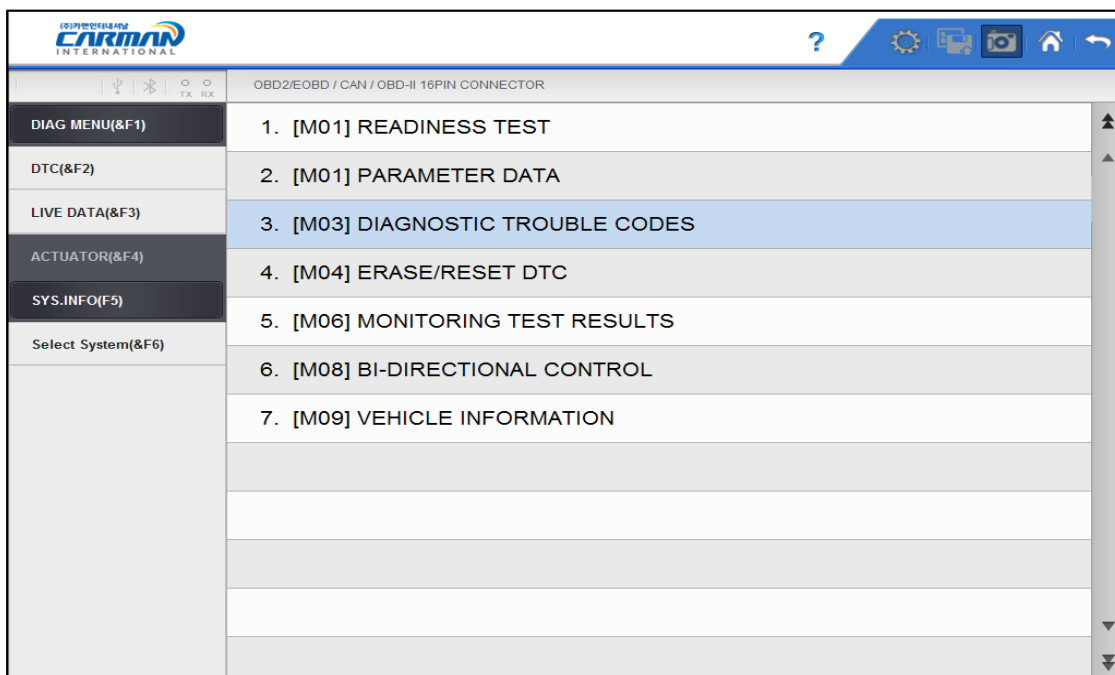 (주)카맨인터내셔날
CARMAN
INTERNATIONAL
?
TX RX
OBD2/EOBD / CAN / OBD-II 16PIN CONNECTOR
DIAG MENU(&F1)
DTC(&F2)
LIVE DATA(&F3)
ACTUATOR(&F4)
SYS.INFO(F5)
Select System(&F6)
1. [M01] READINESS TEST
2. [M01] PARAMETER DATA
3. [M03] DIAGNOSTIC TROUBLE CODES
4. [M04] ERASE/RESET DTC
5. [M06] MONITORING TEST RESULTS
6. [M08] BI-DIRECTIONAL CONTROL
7. [M09] VEHICLE INFORMATION